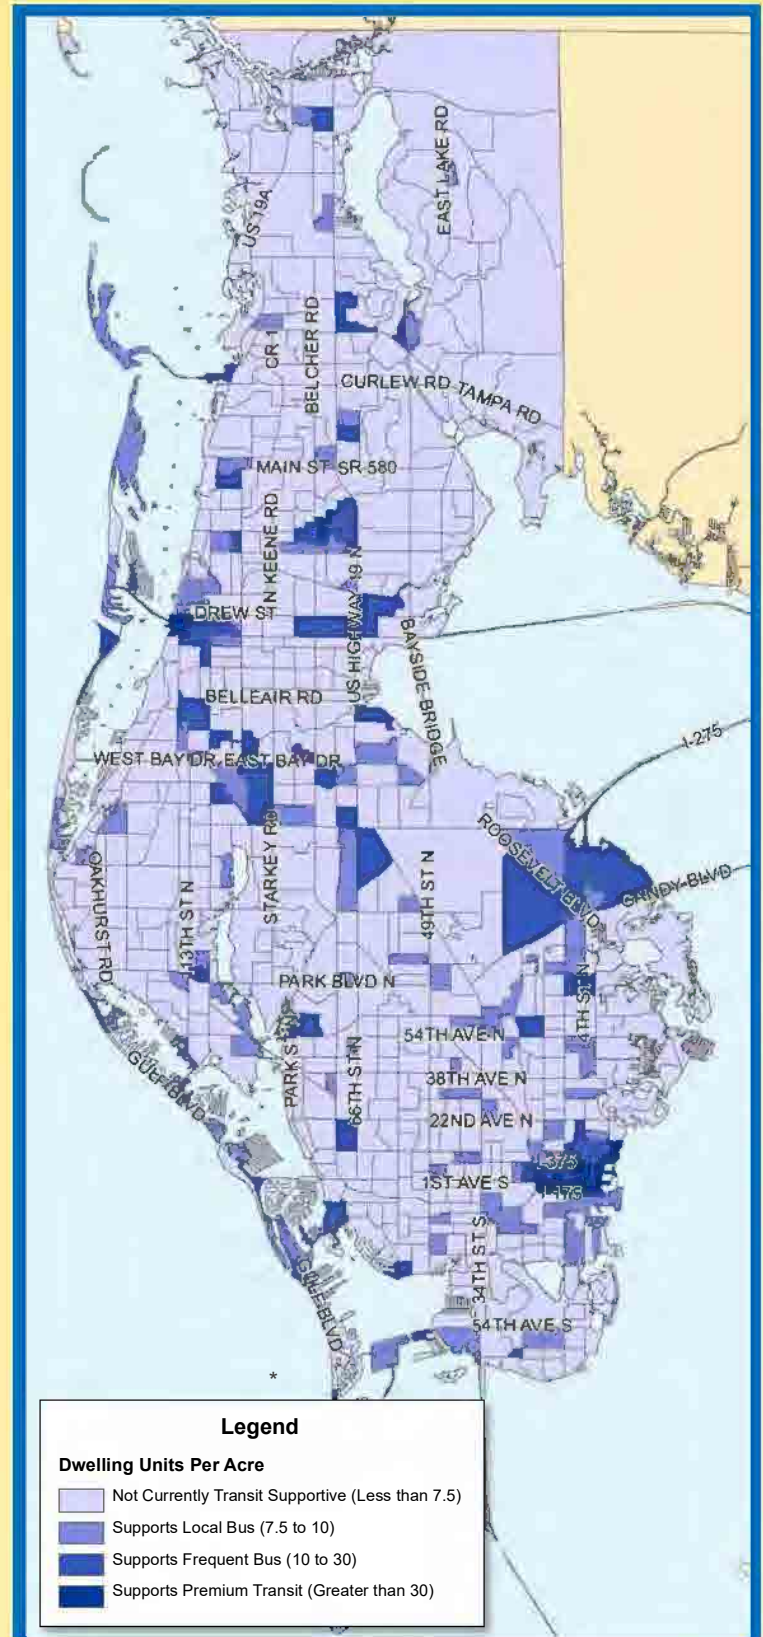 EAST LAKE RD
US 19A
CR 1
BELCHER RD
CURLEW RD
TAMPA RD
MAIN ST
SR 580
N KEENE RD
US HIGHWAY 19 N
DREW ST
BAYSIDE BRIDGE
BELLEAIR RD
I-275
WEST BAY DR
EAST BAY DR
ROOSEVELT BLVD
GANDY BLVD
OAKHURST RD
113TH ST N
STARKEY RD
49TH ST N
PARK BLVD N
4TH ST N
54TH AVE N
GULF BLVD
PARK ST N
66TH ST N
38TH AVE N
22ND AVE N
I-375
1ST AVE S
I-175
34TH ST S
GULF BLVD
54TH AVE S
*
Legend
Dwelling Units Per Acre
Not Currently Transit Supportive (Less than 7.5)
Supports Local Bus (7.5 to 10)
Supports Frequent Bus (10 to 30)
Supports Premium Transit (Greater than 30)